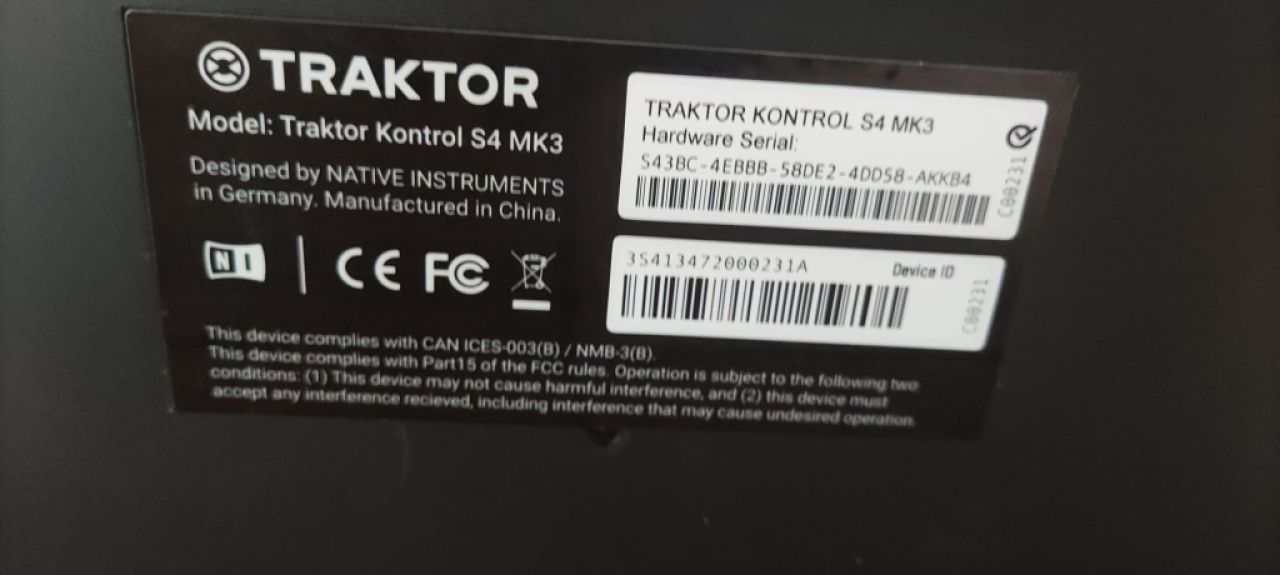 TRAKTOR
Model: Traktor Kontrol S4 MK3
Designed by NATIVE INSTRUMENTS
in Germany. Manufactured in China.
N I
CE FC
This device complies with CAN ICES-003(B) / NMB-3(B).
This device complies with Part15 of the FCC rules. Operation is subject to the following two
conditions: (1) This device may not cause harmful interference, and (2) this device must
accept any interference recieved, including interference that may cause undesired operation.
TRAKTOR KONTROL S4 MK3
Hardware Serial:
S43BC-4EBBB-58DE2-4DD58-AKKB4
C00231
3S413472000231A
Device ID
C00231